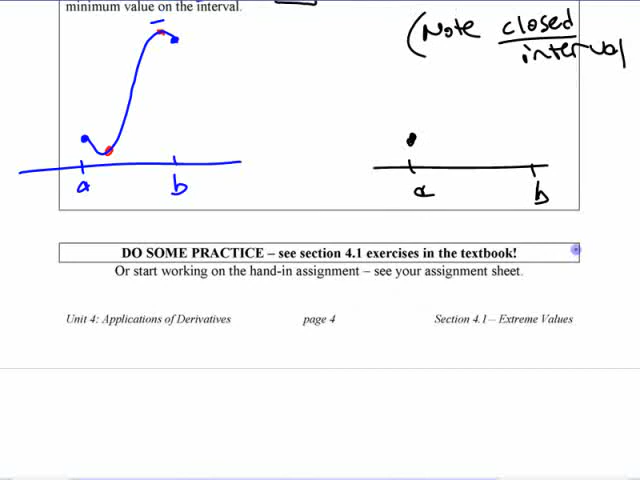 minimum value on the interval.
(Note closed
interval
a
b
a
b
DO SOME PRACTICE – see section 4.1 exercises in the textbook!
Or start working on the hand-in assignment – see your assignment sheet.
Unit 4: Applications of Derivatives page 4 Section 4.1 – Extreme Values